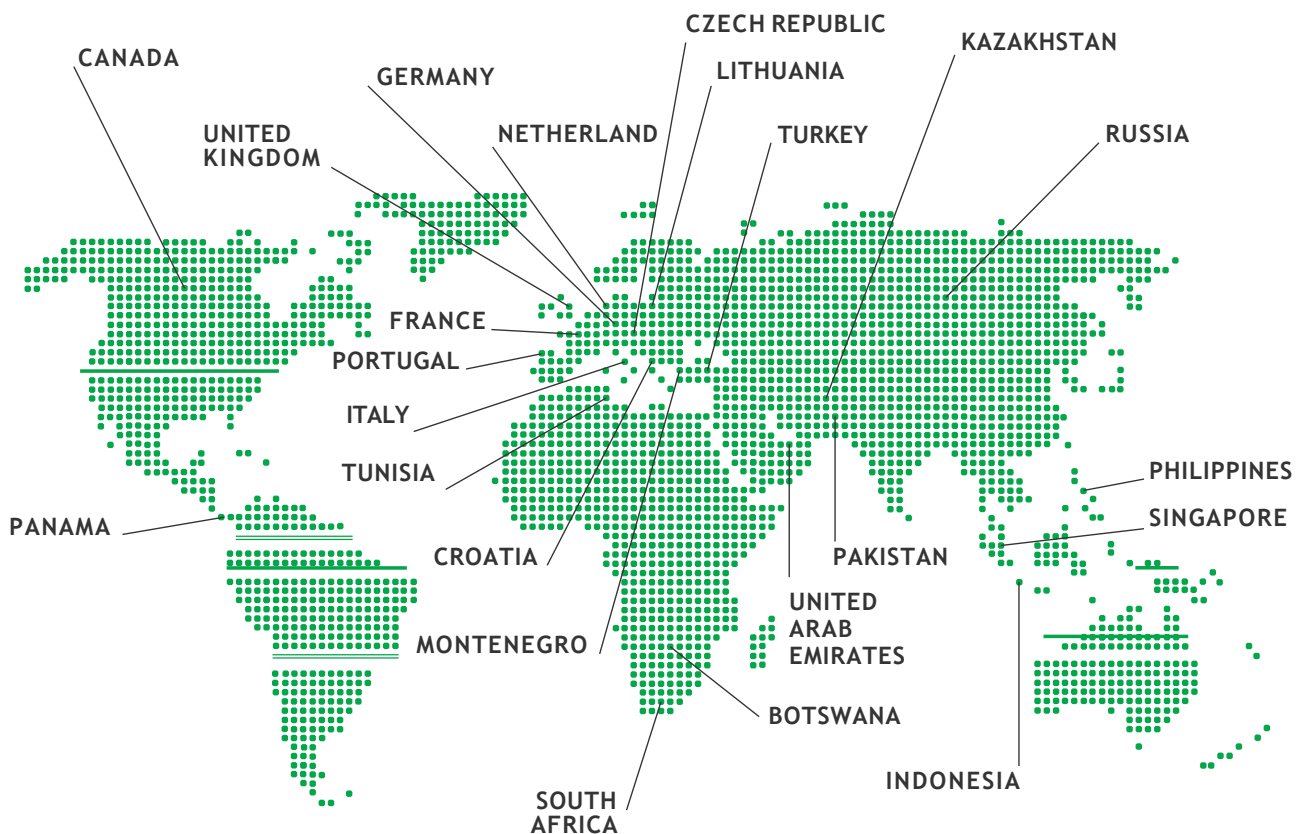 CZECH REPUBLIC
KAZAKHSTAN
CANADA
GERMANY
LITHUANIA
UNITED
KINGDOM
NETHERLAND
TURKEY
RUSSIA
FRANCE
PORTUGAL
ITALY
TUNISIA
PHILIPPINES
PANAMA
SINGAPORE
CROATIA
PAKISTAN
UNITED
ARAB
EMIRATES
MONTENEGRO
BOTSWANA
INDONESIA
SOUTH
AFRICA